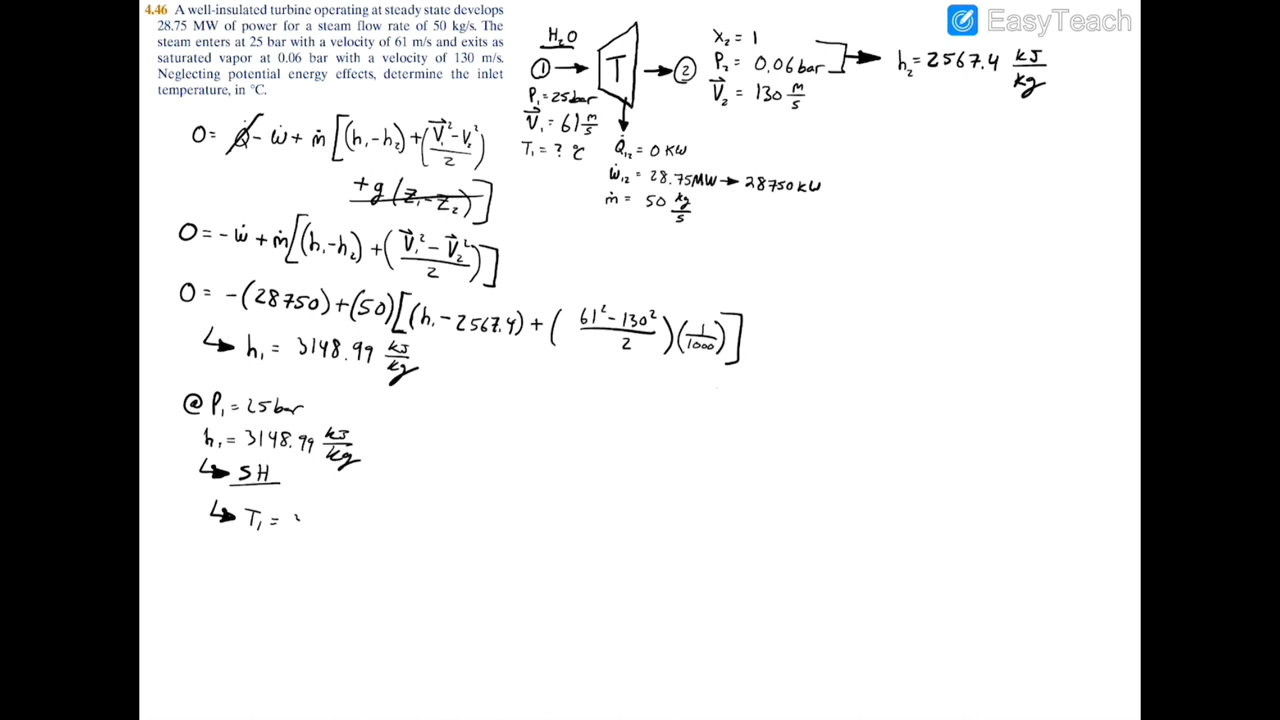 4.46 A well-insulated turbine operating at steady state develops
28.75 MW of power for a steam flow rate of 50 kg/s. The
steam enters at 25 bar with a velocity of 61 m/s and exits as
saturated vapor at 0.06 bar with a velocity of 130 m/s.
Neglecting potential energy effects, determine the inlet
temperature, in °C.
EasyTeach
H₂O
① → T → ②
P₁ = 25 bar
V⃗₁ = 61 m/s
T₁ = ? °C
Q̇₁₂ = 0 KW
Ẇ₁₂ = 28.75 MW → 28750 KW
ṁ = 50 kg/s
X₂ = 1
P₂ = 0.06 bar
V⃗₂ = 130 m/s
h₂ = 2567.4 kJ/kg
0 = Q̇ - Ẇ + ṁ[(h₁-h₂) + (V⃗₁²-V₂²)/2
+ g(z₁-z₂)]
0 = -Ẇ + ṁ[(h₁-h₂) + (V⃗₁² - V⃗₂²)/2]
0 = -(28750) + (50)[(h₁ - 2567.4) + (61² - 130²/2)(1/1000)]
↳ h₁ = 3148.99 kJ/kg
@ P₁ = 25 bar
h₁ = 3148.99 kJ/kg
↳ SH
↳ T₁ =